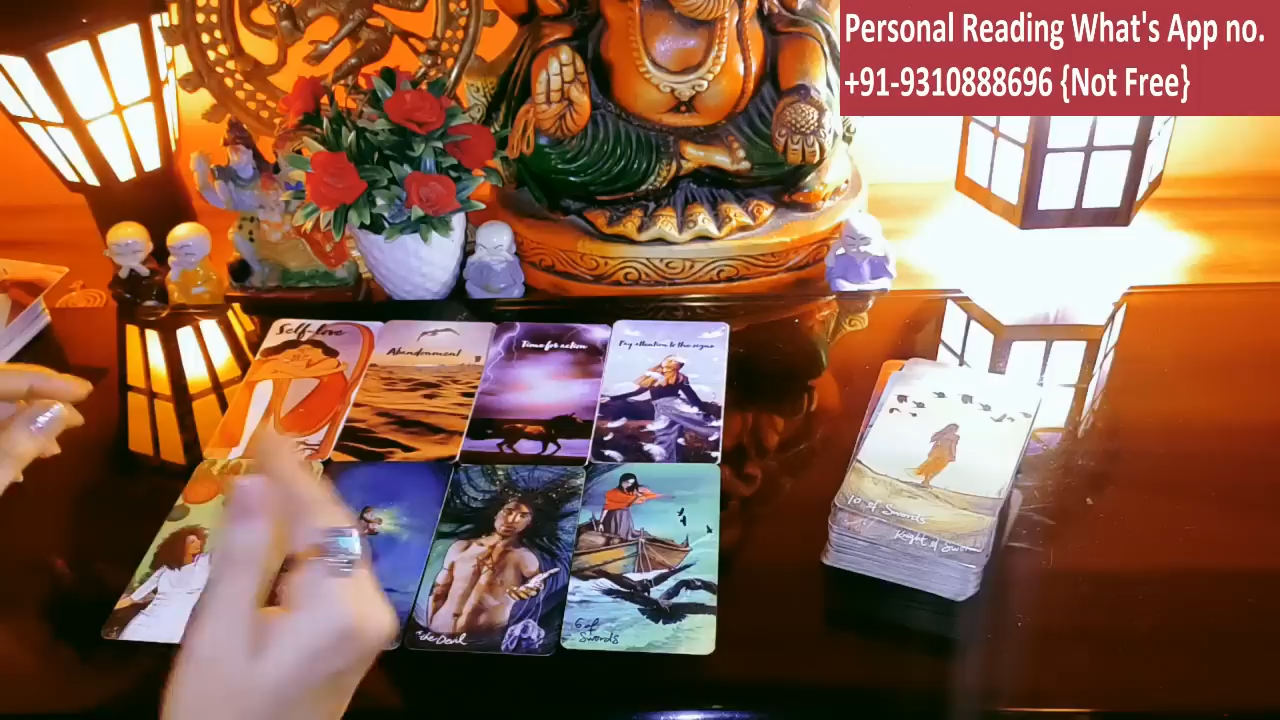 Personal Reading What's App no.
+91-9310888696 {Not Free}
Self-love
Abandonment
Time for action
Pay attention to the signs
10 of Swords
Knight of Swords
The Devil
6 of
Swords